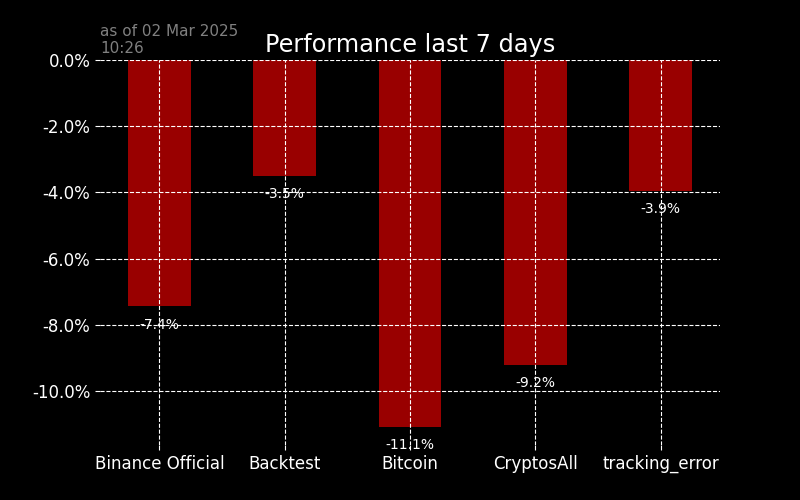 as of 02 Mar 2025
10:26
Performance last 7 days
0.0%
-2.0%
-4.0%
-6.0%
-8.0%
-10.0%
-7.4%
-3.5%
-11.1%
-9.2%
-3.9%
Binance Official
Backtest
Bitcoin
CryptosAll
tracking_error